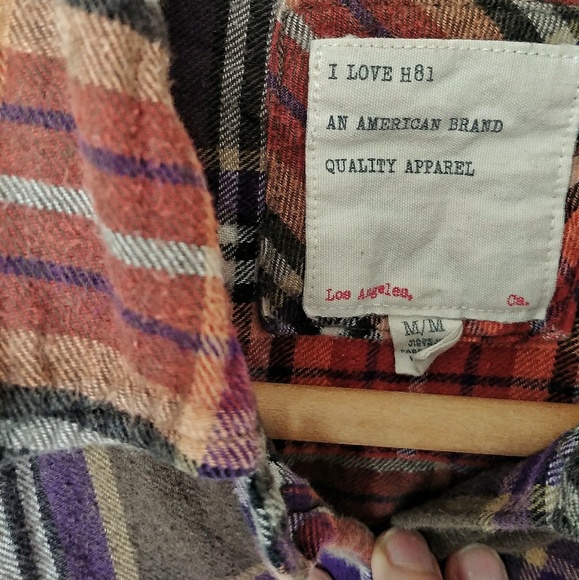 I LOVE H81
AN AMERICAN BRAND
QUALITY APPAREL
Los Angeles, Ca.
M/M